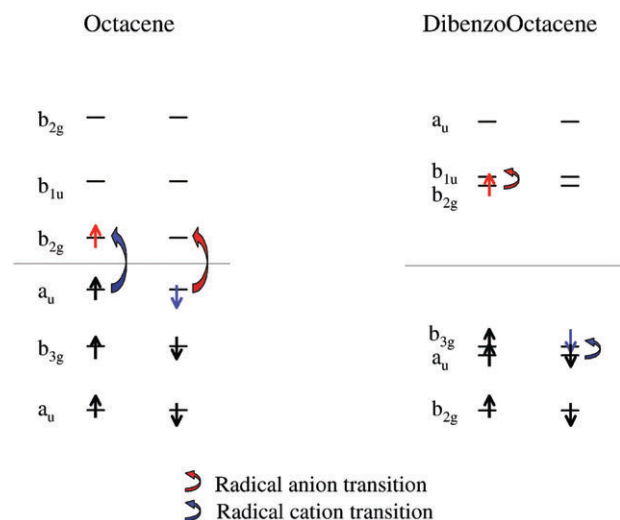 Octacene
DibenzoOctacene
b2g
b1u
b2g
au
b3g
au
au
b1u
b2g
b3g
au
b2g
Radical anion transition
Radical cation transition